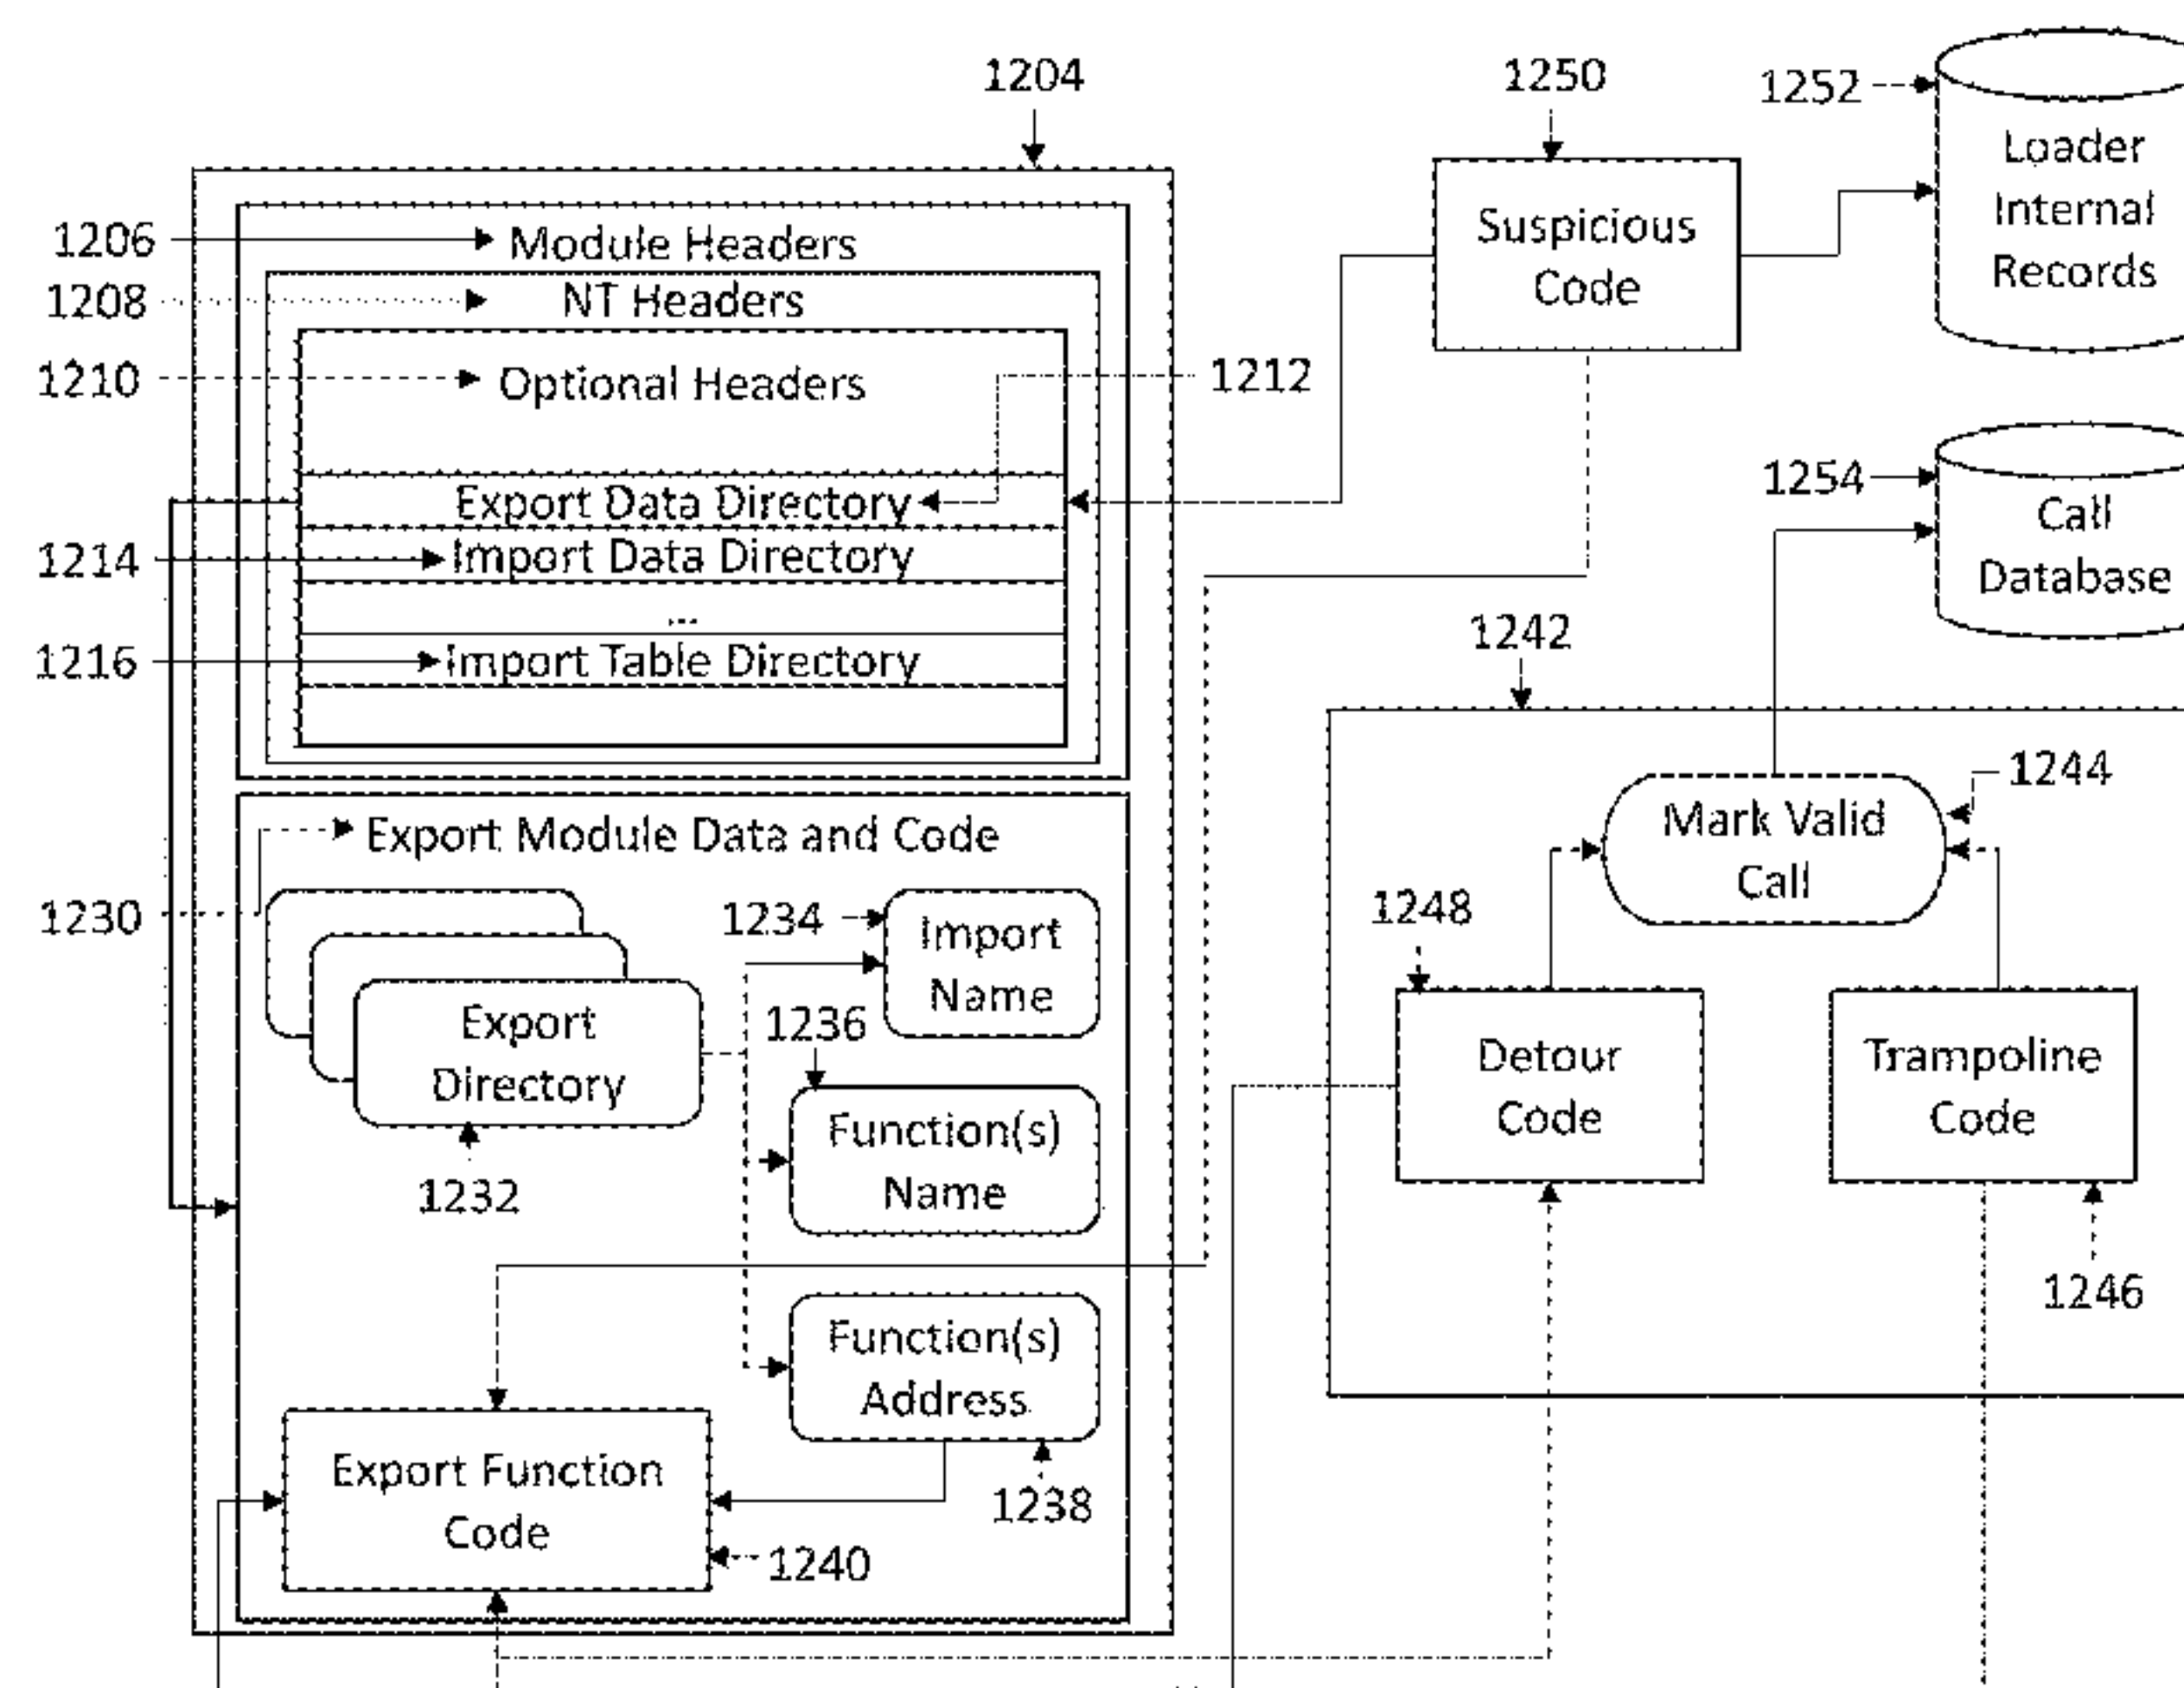 1204
1250
1252
Loader
Internal
Records
1206
Module Headers
Suspicious
Code
1208
NT Headers
1210
Optional Headers
1212
Export Data Directory
1254
Call
Database
1214
Import Data Directory
...
1216
Import Table Directory
1242
1244
Mark Valid
Call
Export Module Data and Code
1230
1234
Import
Name
1248
Export
Directory
1236
Detour
Code
Trampoline
Code
Function(s)
Name
1232
1246
Function(s)
Address
Export Function
Code
1238
1240